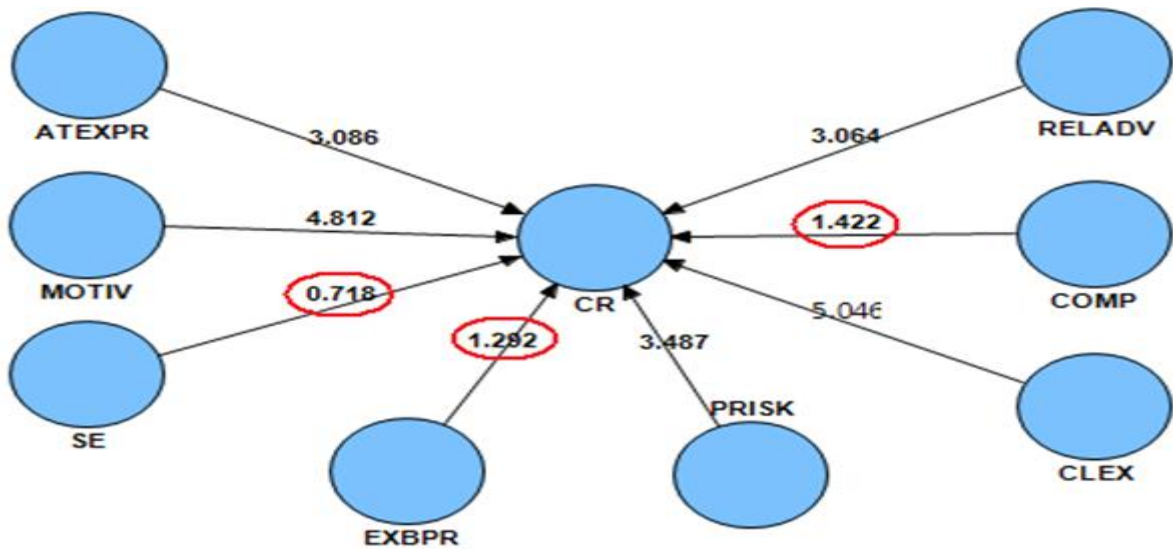 ATEXPR
RELADV
3.086
3.064
4.812
1.422
MOTIV
COMP
0.718
CR
5.046
1.292
3.487
PRISK
SE
CLEX
EXBPR